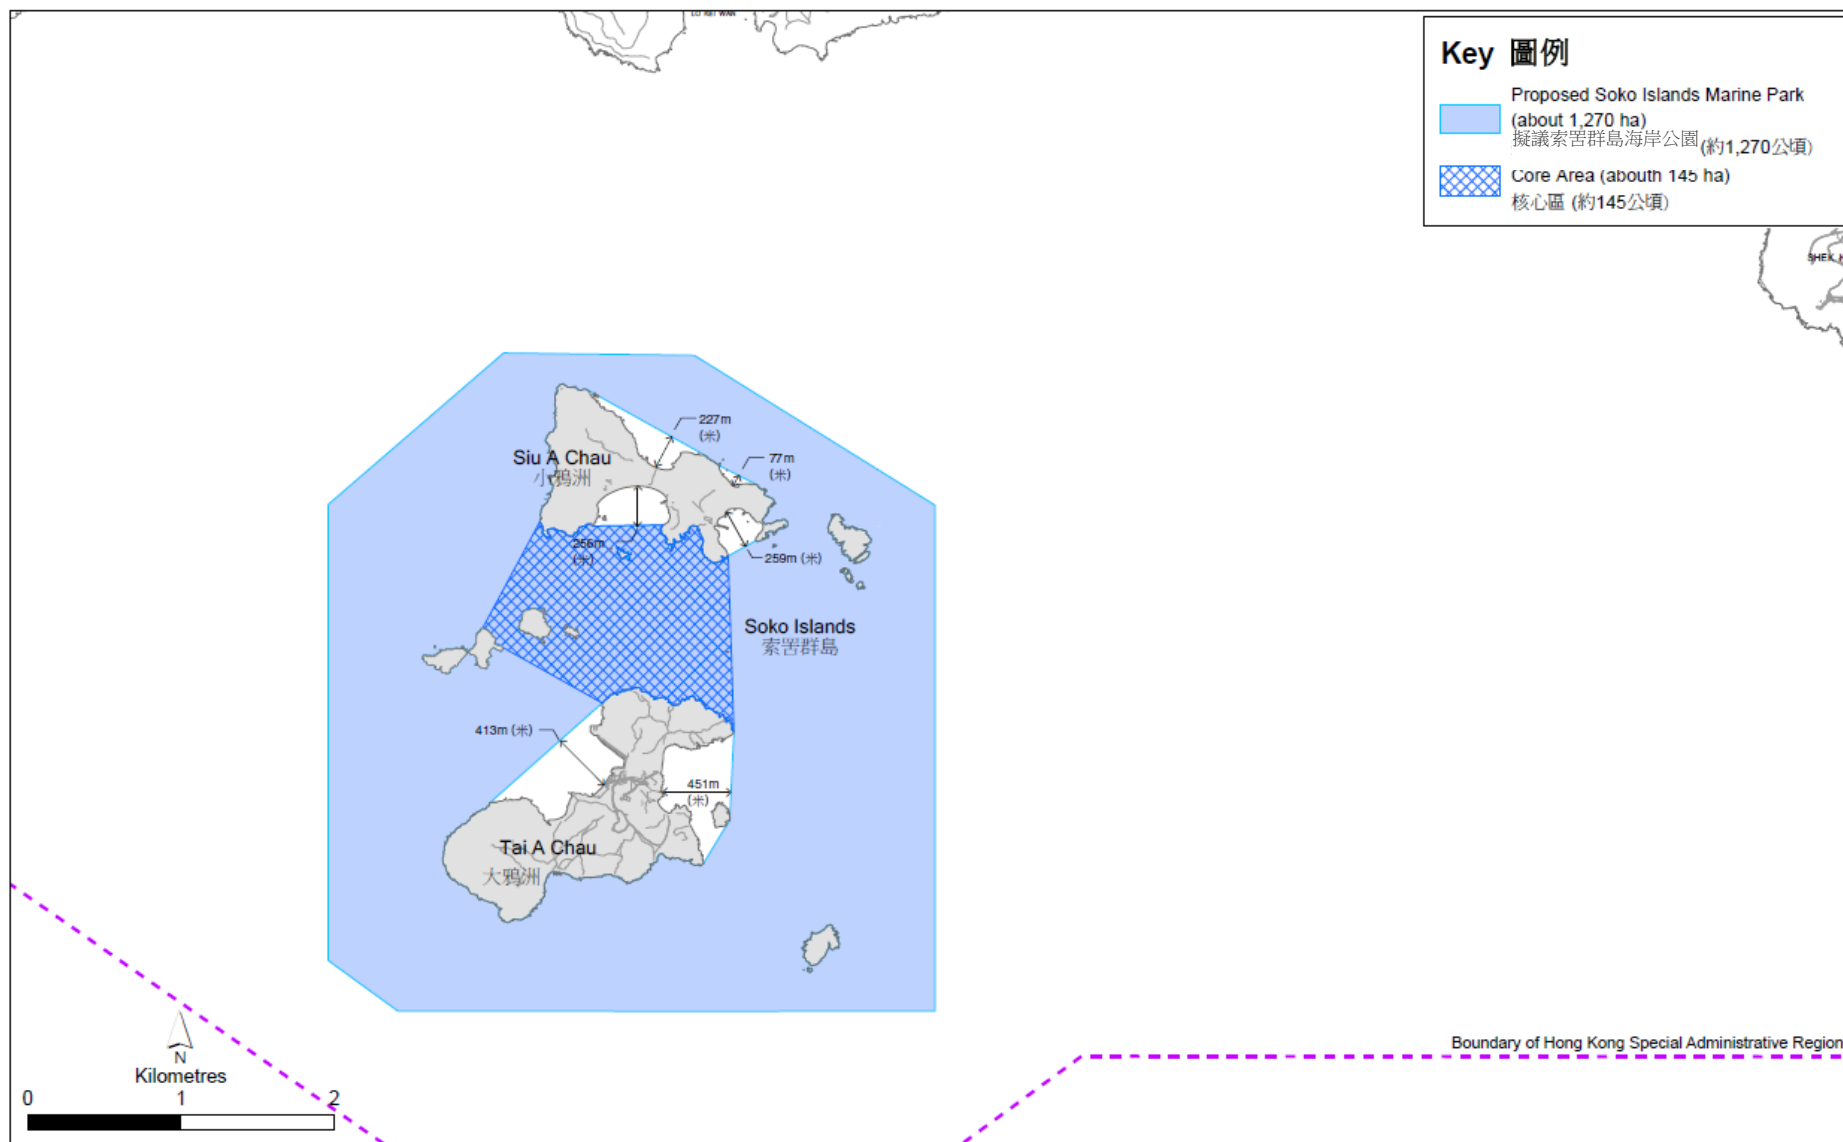 LO KEI WAN
Key 圖例
Proposed Soko Islands Marine Park
(about 1,270 ha)
擬議索罟群島海岸公園 (約1,270公頃)
Core Area (abouth 145 ha)
核心區 (約145公頃)
227m
(米)
Siu A Chau
小鴉洲
77m
(米)
256m
(米)
259m (米)
Soko Islands
索罟群島
413m (米)
451m
(米)
Tai A Chau
大鴉洲
N
Kilometres
0 1 2
Boundary of Hong Kong Special Administrative Region